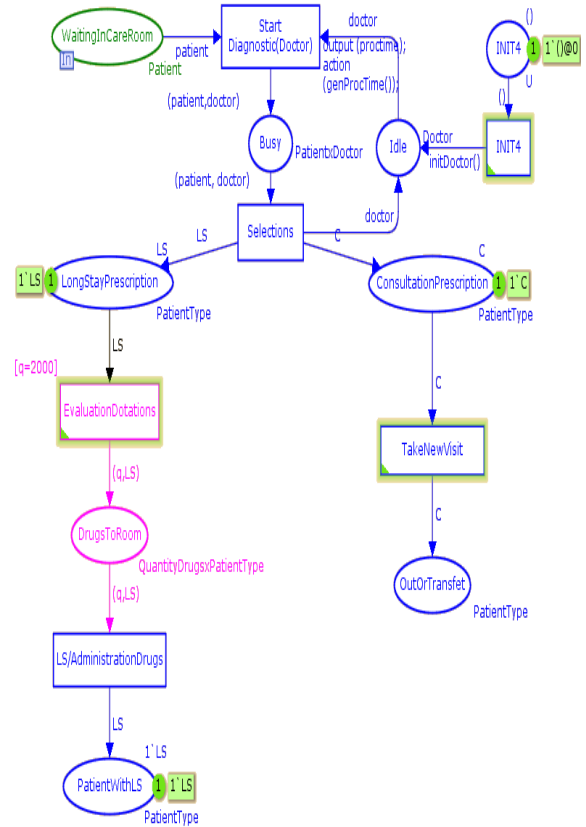 WaitingInCareRoom
In
patient
Patient
Start
Diagnostic(Doctor)
doctor
output (proctime);
action
(genProcTime());
()
INIT4
1
1`()@0
U
()
INIT4
(patient,doctor)
Busy
PatientxDoctor
Idle
Doctor
initDoctor()
(patient, doctor)
Selections
doctor
LS
LS
C
C
1`LS
1
LongStayPrescription
PatientType
ConsultationPrescription
1
1`C
PatientType
LS
[q=2000]
EvaluationDotations
C
TakeNewVisit
(q,LS)
C
DrugsToRoom
QuantityDrugsxPatientType
OutOrTransfet
PatientType
(q,LS)
LS/AdministrationDrugs
LS
1`LS
PatientWithLS
1
1`LS
PatientType